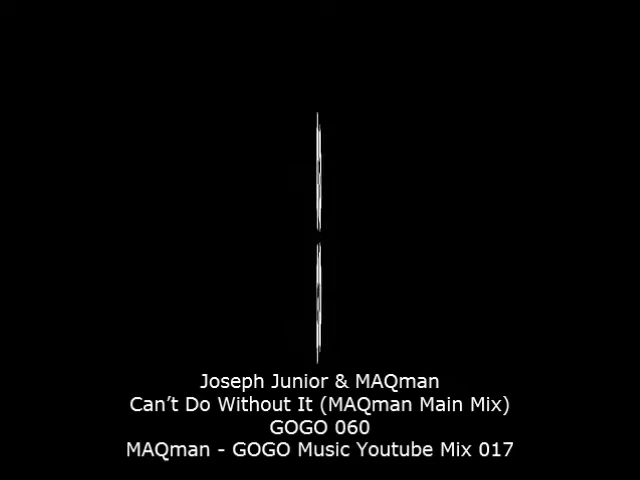 Joseph Junior & MAQman
Can’t Do Without It (MAQman Main Mix)
GOGO 060
MAQman - GOGO Music Youtube Mix 017